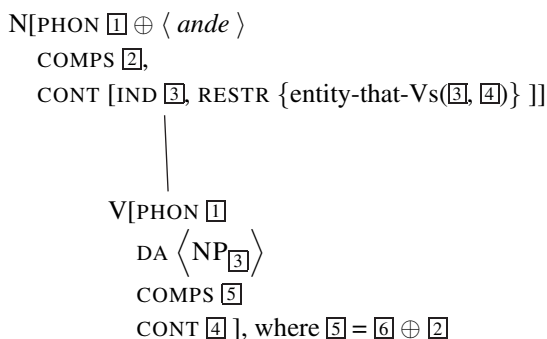 N[PHON 1 ⊕ ⟨ ande ⟩
COMPS 2,
CONT [IND 3, RESTR {entity-that-Vs(3, 4)} ]]
V[PHON 1
DA ⟨NP3⟩
COMPS 5
CONT 4 ], where 5 = 6 ⊕ 2